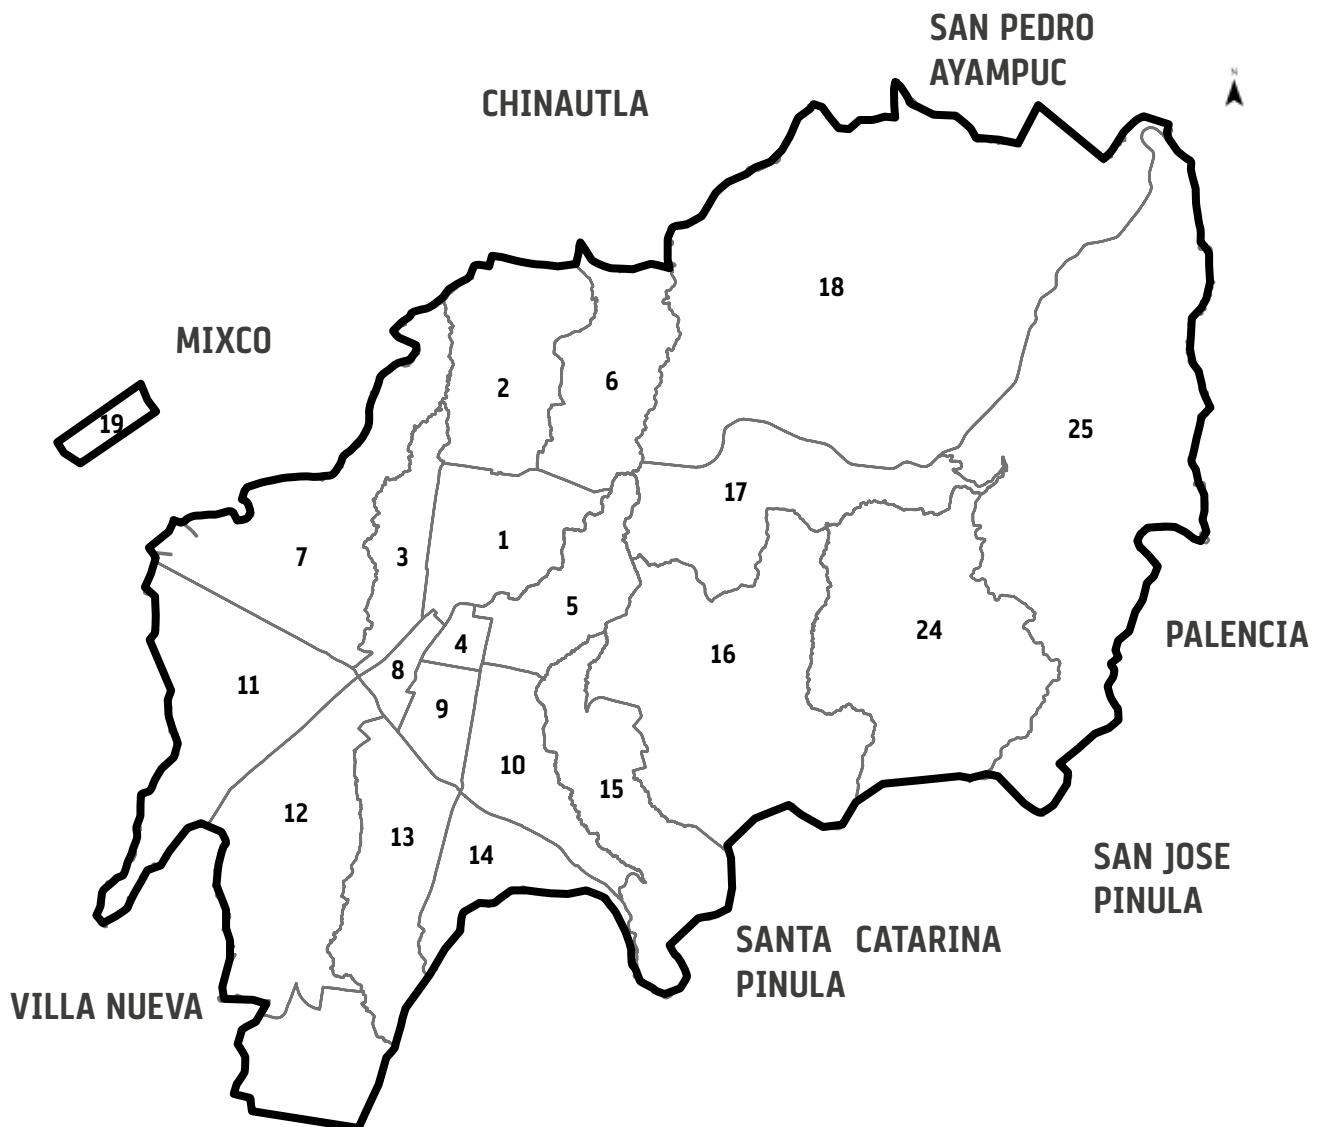 SAN PEDRO
AYAMPUC
N
CHINAUTLA
18
MIXCO
2
6
19
25
17
1
7
3
5
24
PALENCIA
4
16
8
11
9
10
15
12
13
14
SAN JOSE
PINULA
SANTA CATARINA
PINULA
VILLA NUEVA